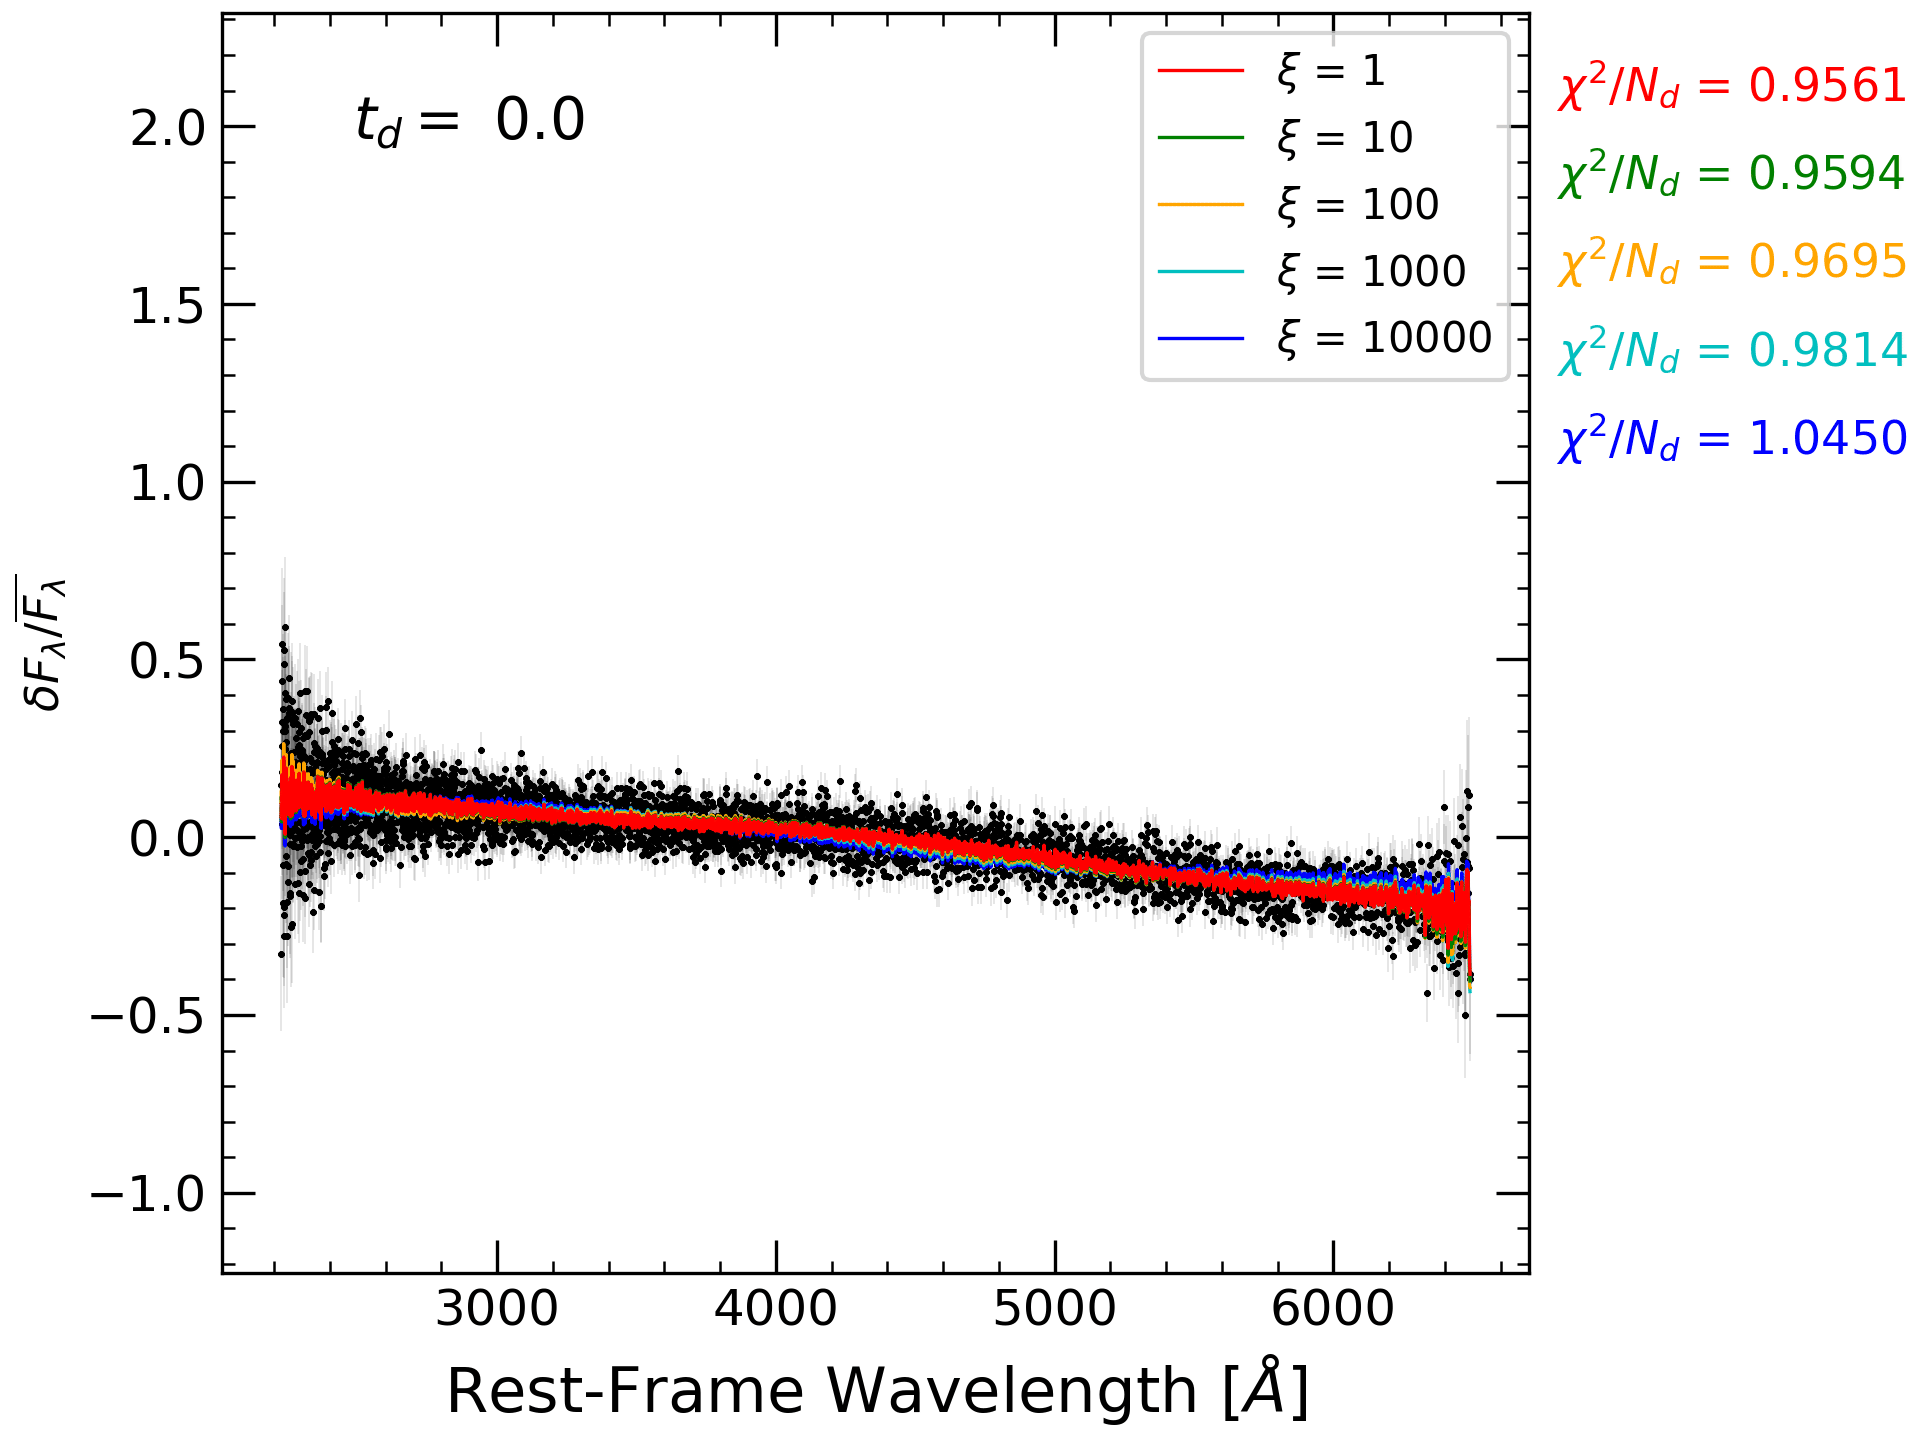 t_d = 0.0
ξ = 1
ξ = 10
ξ = 100
ξ = 1000
ξ = 10000
χ²/N_d = 0.9561
χ²/N_d = 0.9594
χ²/N_d = 0.9695
χ²/N_d = 0.9814
χ²/N_d = 1.0450
2.0
1.5
1.0
0.5
0.0
−0.5
−1.0
δF_λ/F̅_λ
3000 4000 5000 6000
Rest-Frame Wavelength [Å]